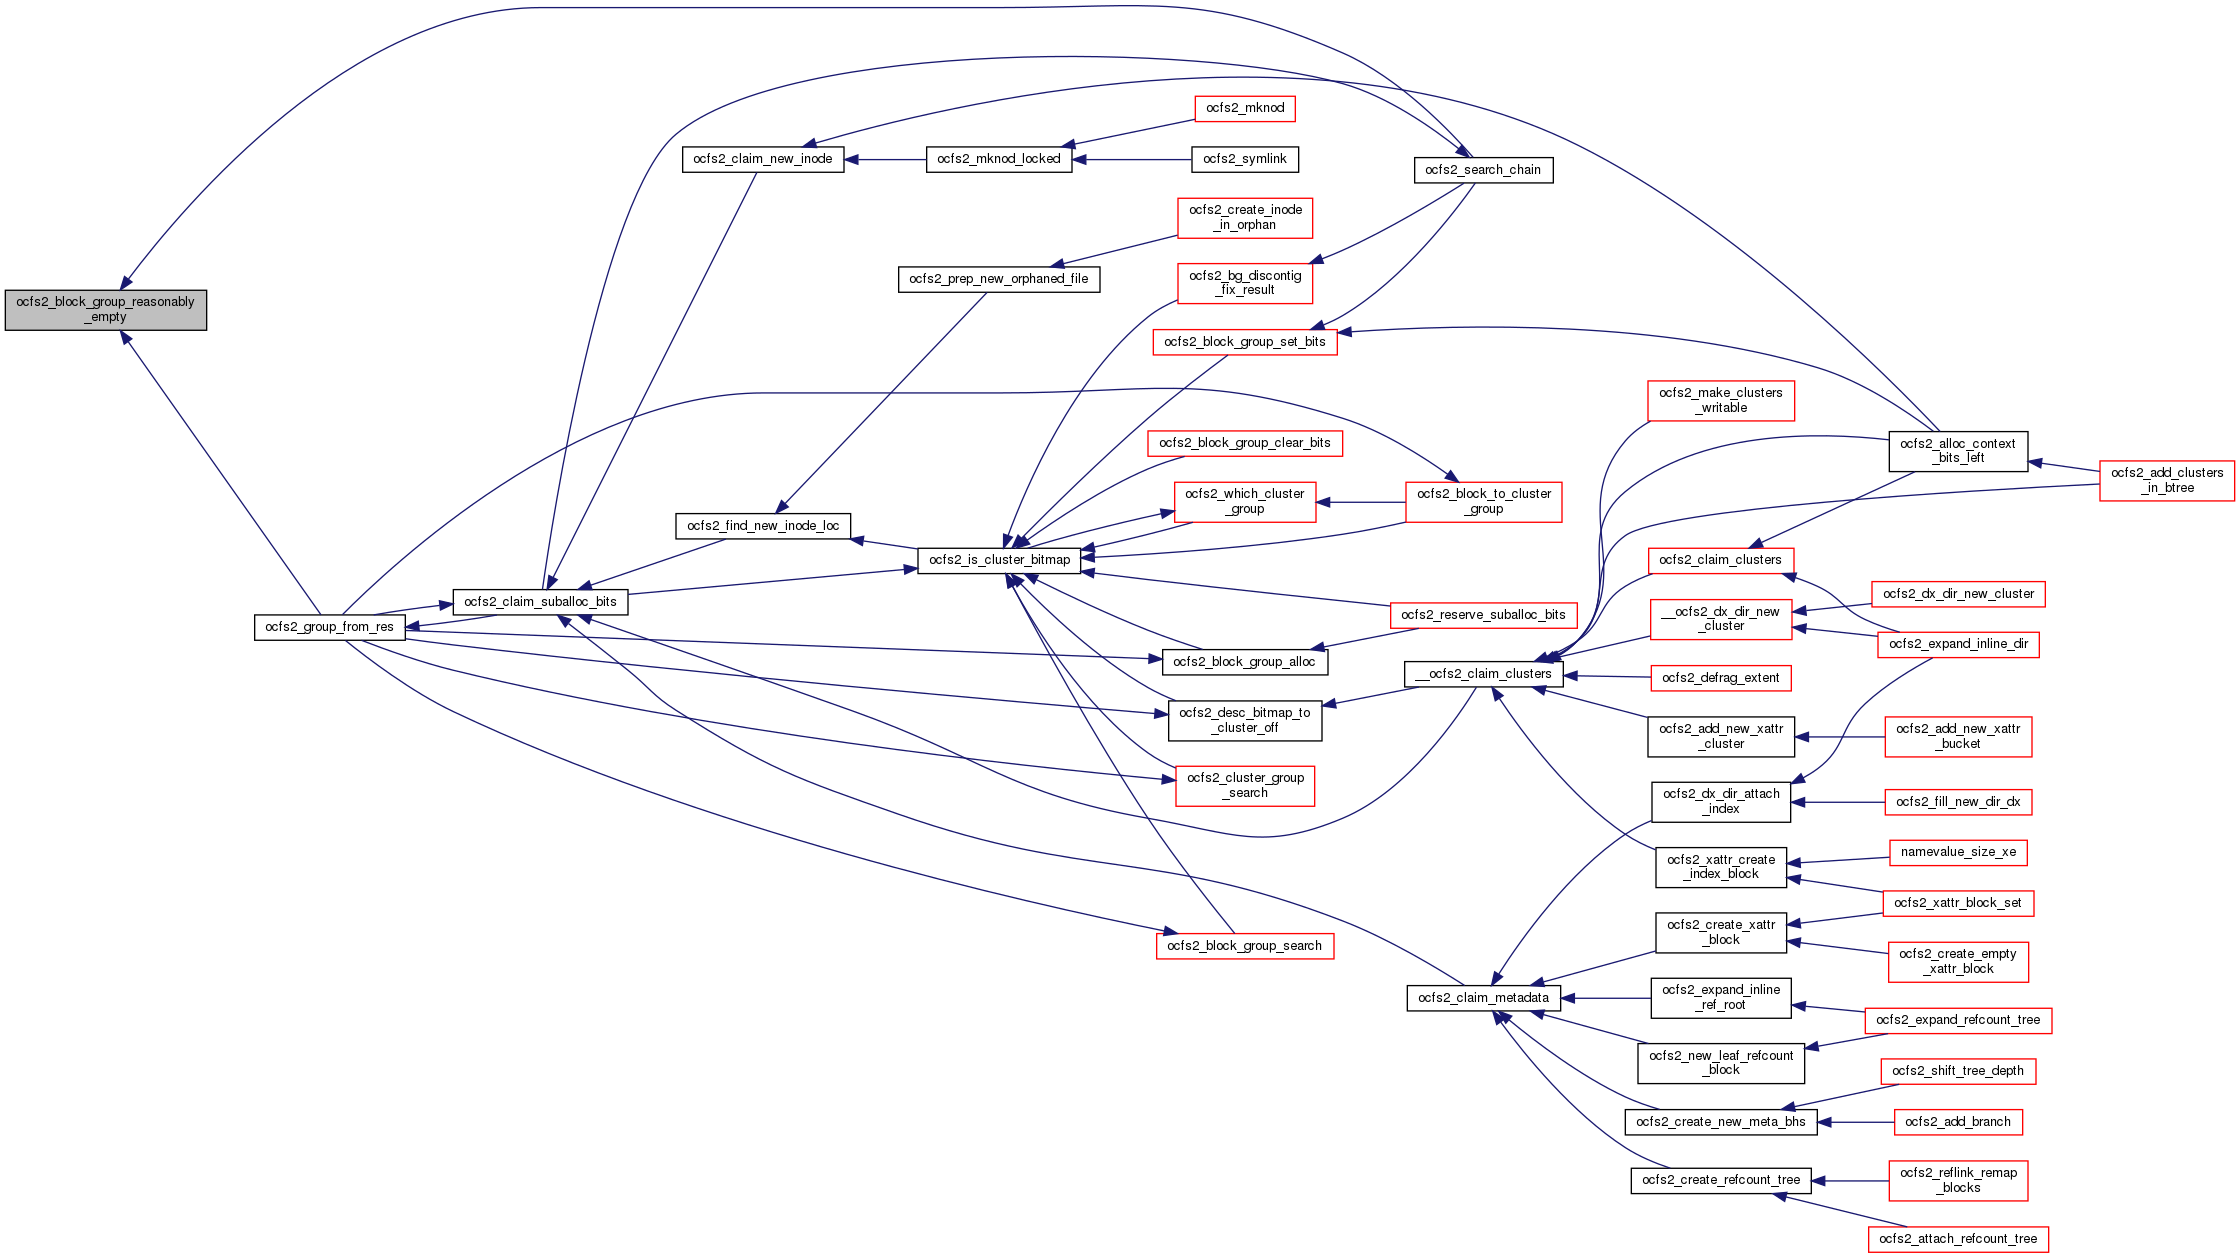 ocfs2_block_group_reasonably
_empty
ocfs2_group_from_res
ocfs2_claim_suballoc_bits
ocfs2_claim_new_inode
ocfs2_find_new_inode_loc
ocfs2_mknod_locked
ocfs2_prep_new_orphaned_file
ocfs2_is_cluster_bitmap
ocfs2_mknod
ocfs2_symlink
ocfs2_create_inode
_in_orphan
ocfs2_bg_discontig
_fix_result
ocfs2_block_group_set_bits
ocfs2_block_group_clear_bits
ocfs2_which_cluster
_group
ocfs2_block_group_alloc
ocfs2_desc_bitmap_to
_cluster_off
ocfs2_cluster_group
_search
ocfs2_block_group_search
ocfs2_search_chain
ocfs2_block_to_cluster
_group
ocfs2_reserve_suballoc_bits
__ocfs2_claim_clusters
ocfs2_claim_metadata
ocfs2_make_clusters
_writable
ocfs2_claim_clusters
__ocfs2_dx_dir_new
_cluster
ocfs2_defrag_extent
ocfs2_add_new_xattr
_cluster
ocfs2_dx_dir_attach
_index
ocfs2_xattr_create
_index_block
ocfs2_create_xattr
_block
ocfs2_expand_inline
_ref_root
ocfs2_new_leaf_refcount
_block
ocfs2_create_new_meta_bhs
ocfs2_create_refcount_tree
ocfs2_alloc_context
_bits_left
ocfs2_dx_dir_new_cluster
ocfs2_expand_inline_dir
ocfs2_add_new_xattr
_bucket
ocfs2_fill_new_dir_dx
namevalue_size_xe
ocfs2_xattr_block_set
ocfs2_create_empty
_xattr_block
ocfs2_expand_refcount_tree
ocfs2_shift_tree_depth
ocfs2_add_branch
ocfs2_reflink_remap
_blocks
ocfs2_attach_refcount_tree
ocfs2_add_clusters
_in_btree